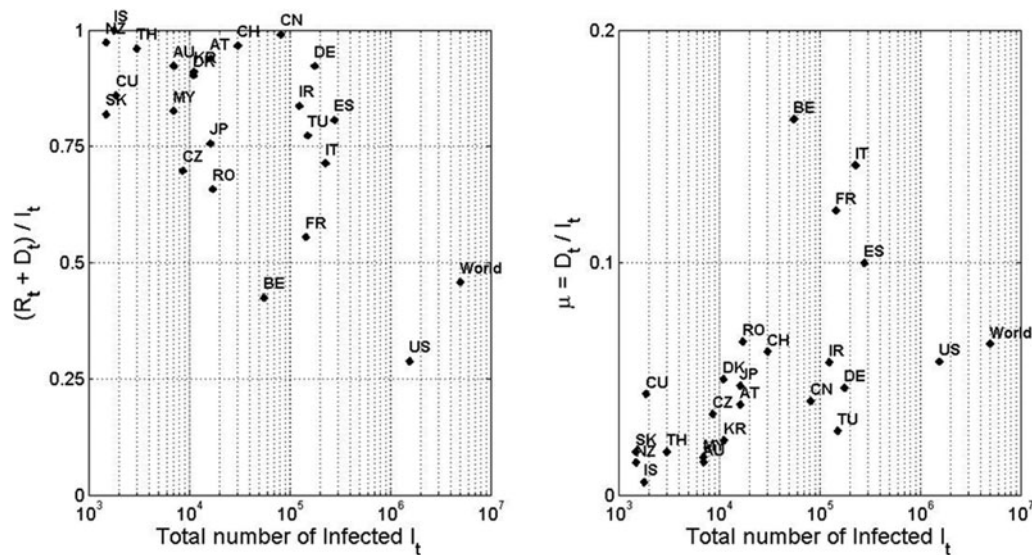 IS
NZ
TH
CH
CN
AU
KR
AT
DK
DE
CU
SK
MY
IR
ES
JP
TU
CZ
IT
RO
FR
BE
World
US
1
0.75
0.5
0.25
0
(R_t + D_t) / I_t
10^3
10^4
10^5
10^6
10^7
Total number of Infected I_t
BE
IT
FR
ES
RO
CH
World
IR
US
DK
JP
DE
CU
AT
CN
CZ
TU
SK
TH
KR
NZ
MY
AU
IS
0.2
0.1
0
μ = D_t / I_t
10^3
10^4
10^5
10^6
10^7
Total number of Infected I_t